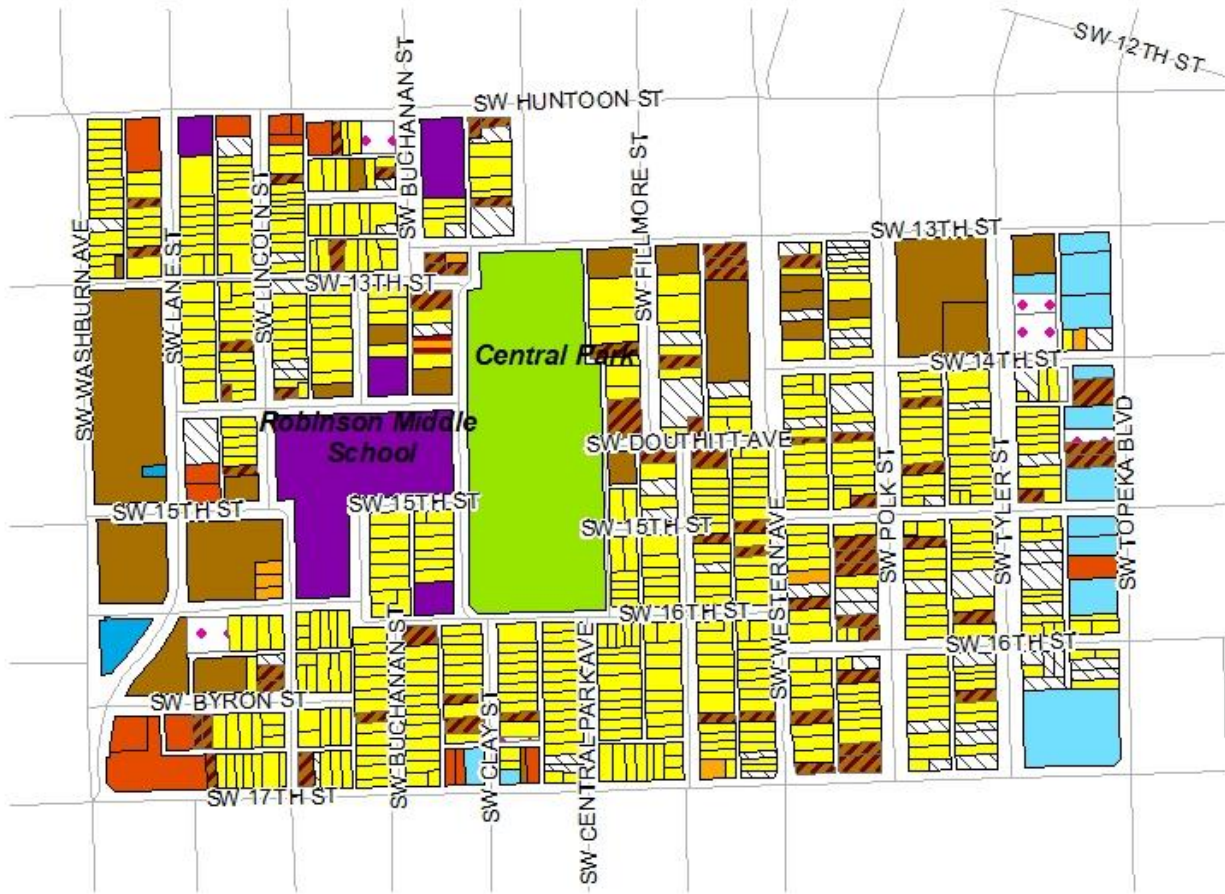 SW 12TH ST
SW BUCHANAN ST
SW HUNTOON ST
SW FILLMORE ST
SW LINCOLN ST
SW LANE ST
SW WASHBURN AVE
SW 13TH ST
SW 13TH ST
Central Park
SW 14TH ST
Robinson Middle
School
SW DOUTHITT AVE
SW TOPEKA BLVD
SW 15TH ST
SW 15TH ST
SW 15TH ST
SW POLK ST
SW TYLER ST
SW WESTERN AVE
SW 16TH ST
SW 16TH ST
SW BYRON ST
SW BUCHANAN ST
SW CLAY ST
SW CENTRAL PARK AVE
SW 17TH ST